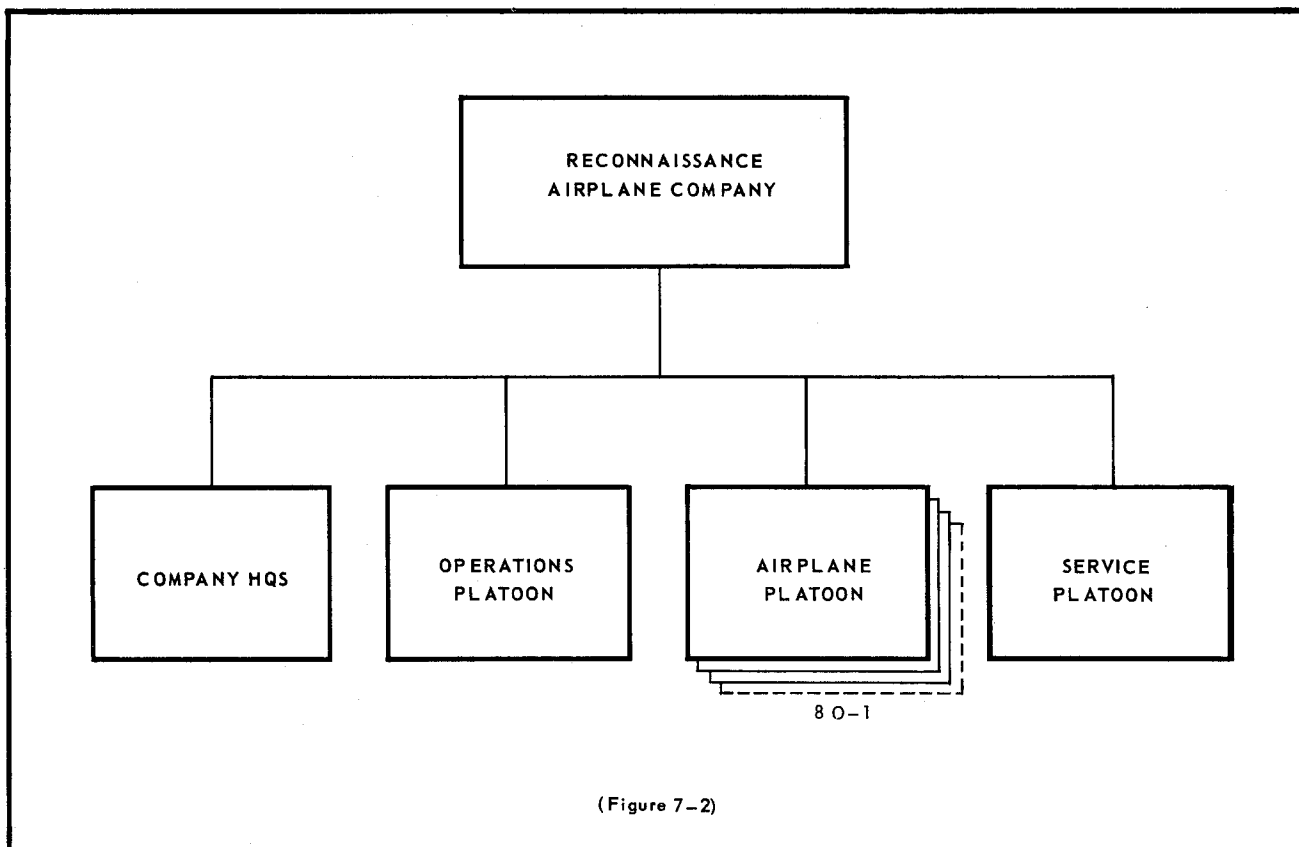 RECONNAISSANCE
AIRPLANE COMPANY
COMPANY HQS
OPERATIONS
PLATOON
AIRPLANE
PLATOON
SERVICE
PLATOON
8 O-1
(Figure 7-2)